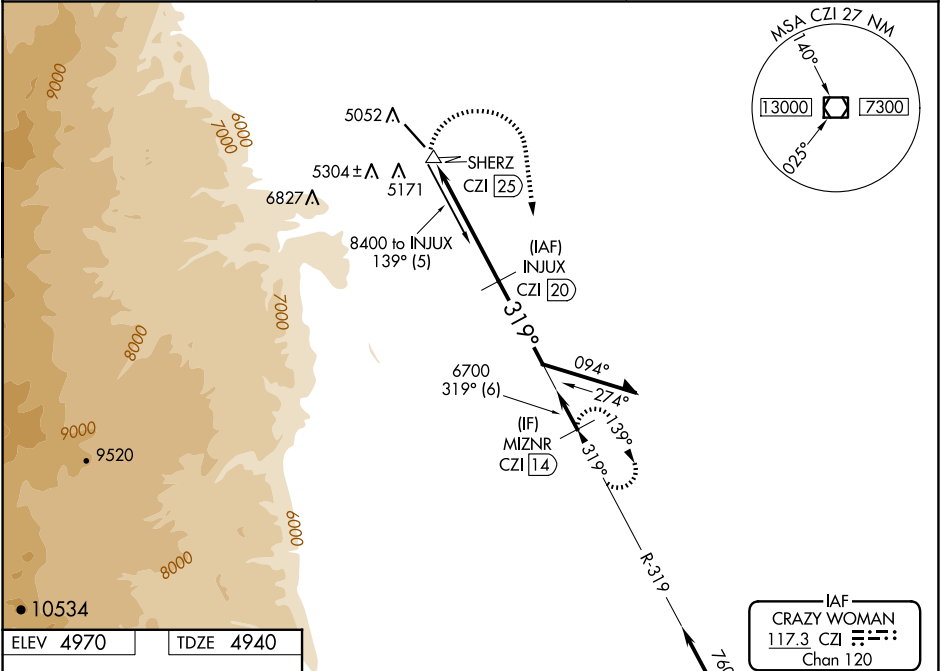 MSA CZI 27 NM
140°
13000
7300
025°
9000
6000
7000
5052
SHERZ
CZI 25
5304±
5171
6827
8400 to INJUX
139° (5)
(IAF)
INJUX
CZI 20
319°
7000
8000
6700
319° (6)
094°
274°
(IF)
MIZNR
CZI 14
139°
319°
9000
9520
6000
8000
R-319
10534
760
IAF
CRAZY WOMAN
117.3 CZI
Chan 120
ELEV 4970
TDZE 4940